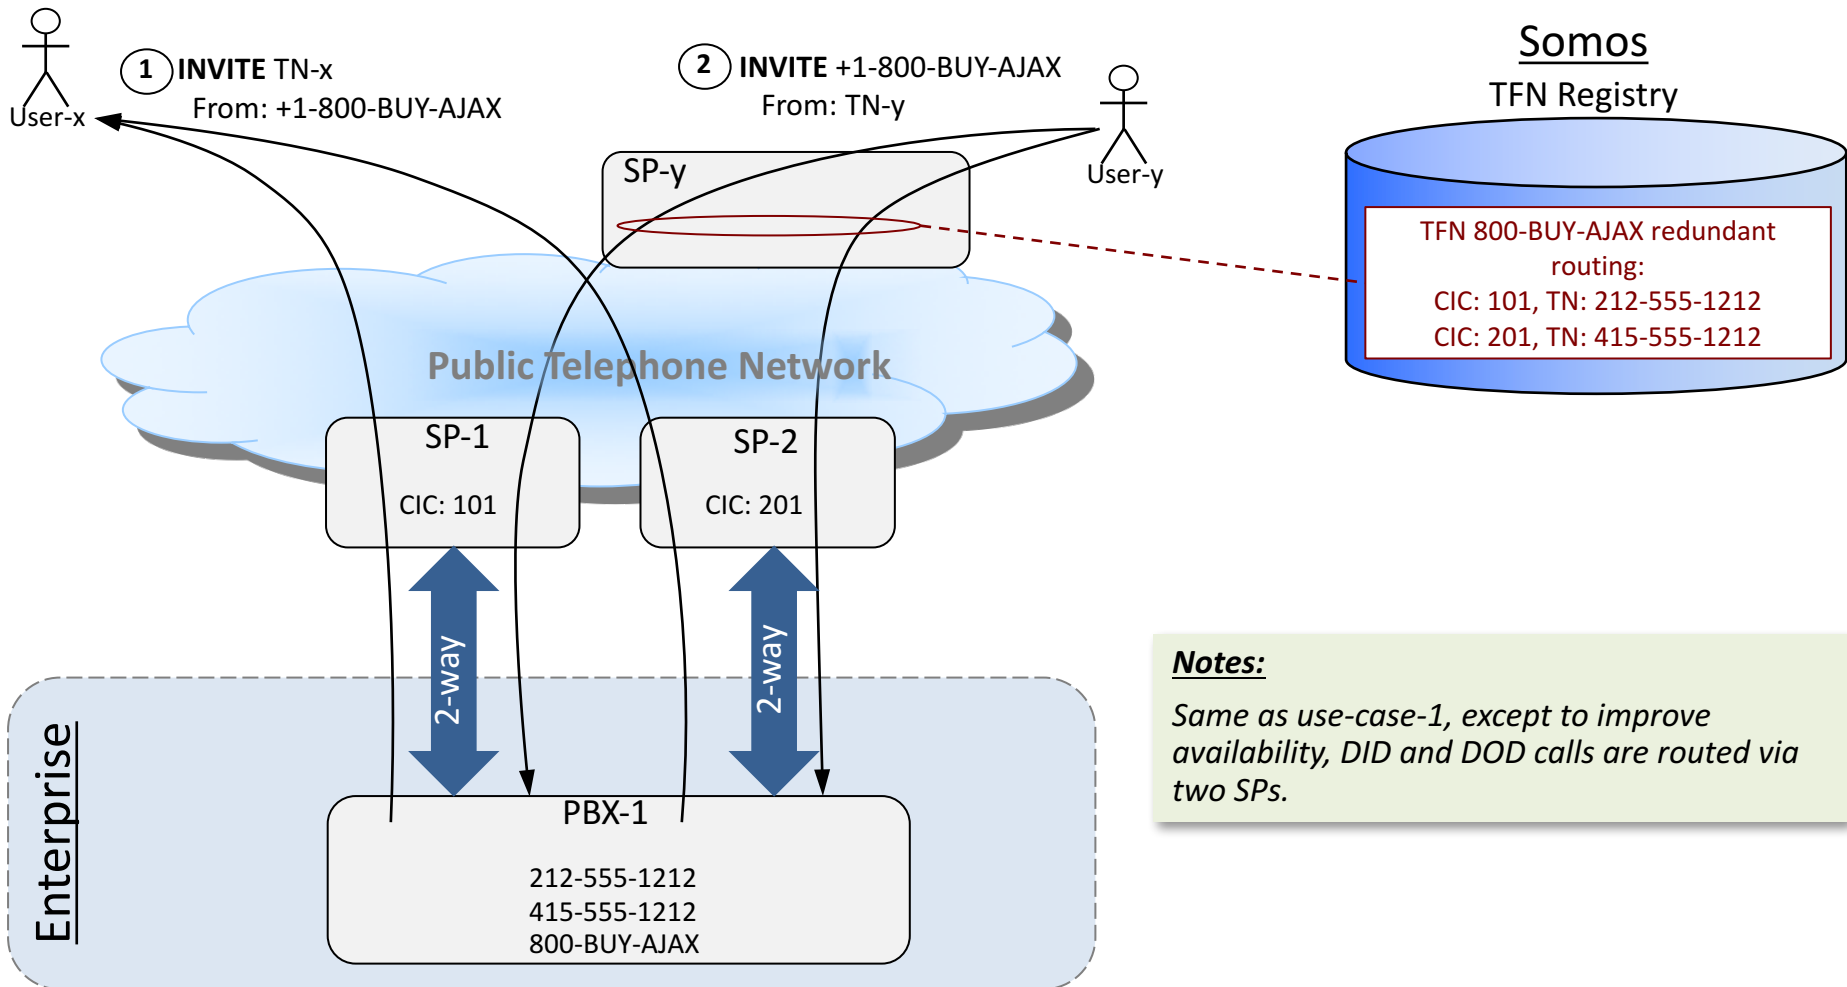 1 INVITE TN-x
From: +1-800-BUY-AJAX
User-x
2 INVITE +1-800-BUY-AJAX
From: TN-y
User-y
SP-y
Somos
TFN Registry
TFN 800-BUY-AJAX redundant
routing:
CIC: 101, TN: 212-555-1212
CIC: 201, TN: 415-555-1212
Public Telephone Network
SP-1
CIC: 101
SP-2
CIC: 201
2-way
2-way
Enterprise
PBX-1
212-555-1212
415-555-1212
800-BUY-AJAX
Notes:
Same as use-case-1, except to improve
availability, DID and DOD calls are routed via
two SPs.